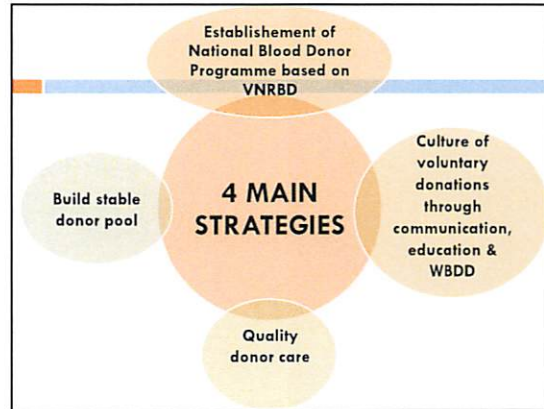 Establishement of
National Blood Donor
Programme based on
VNRBD
Culture of
voluntary
donations
through
communication,
education &
WBDD
Build stable
donor pool
4 MAIN
STRATEGIES
Quality
donor care